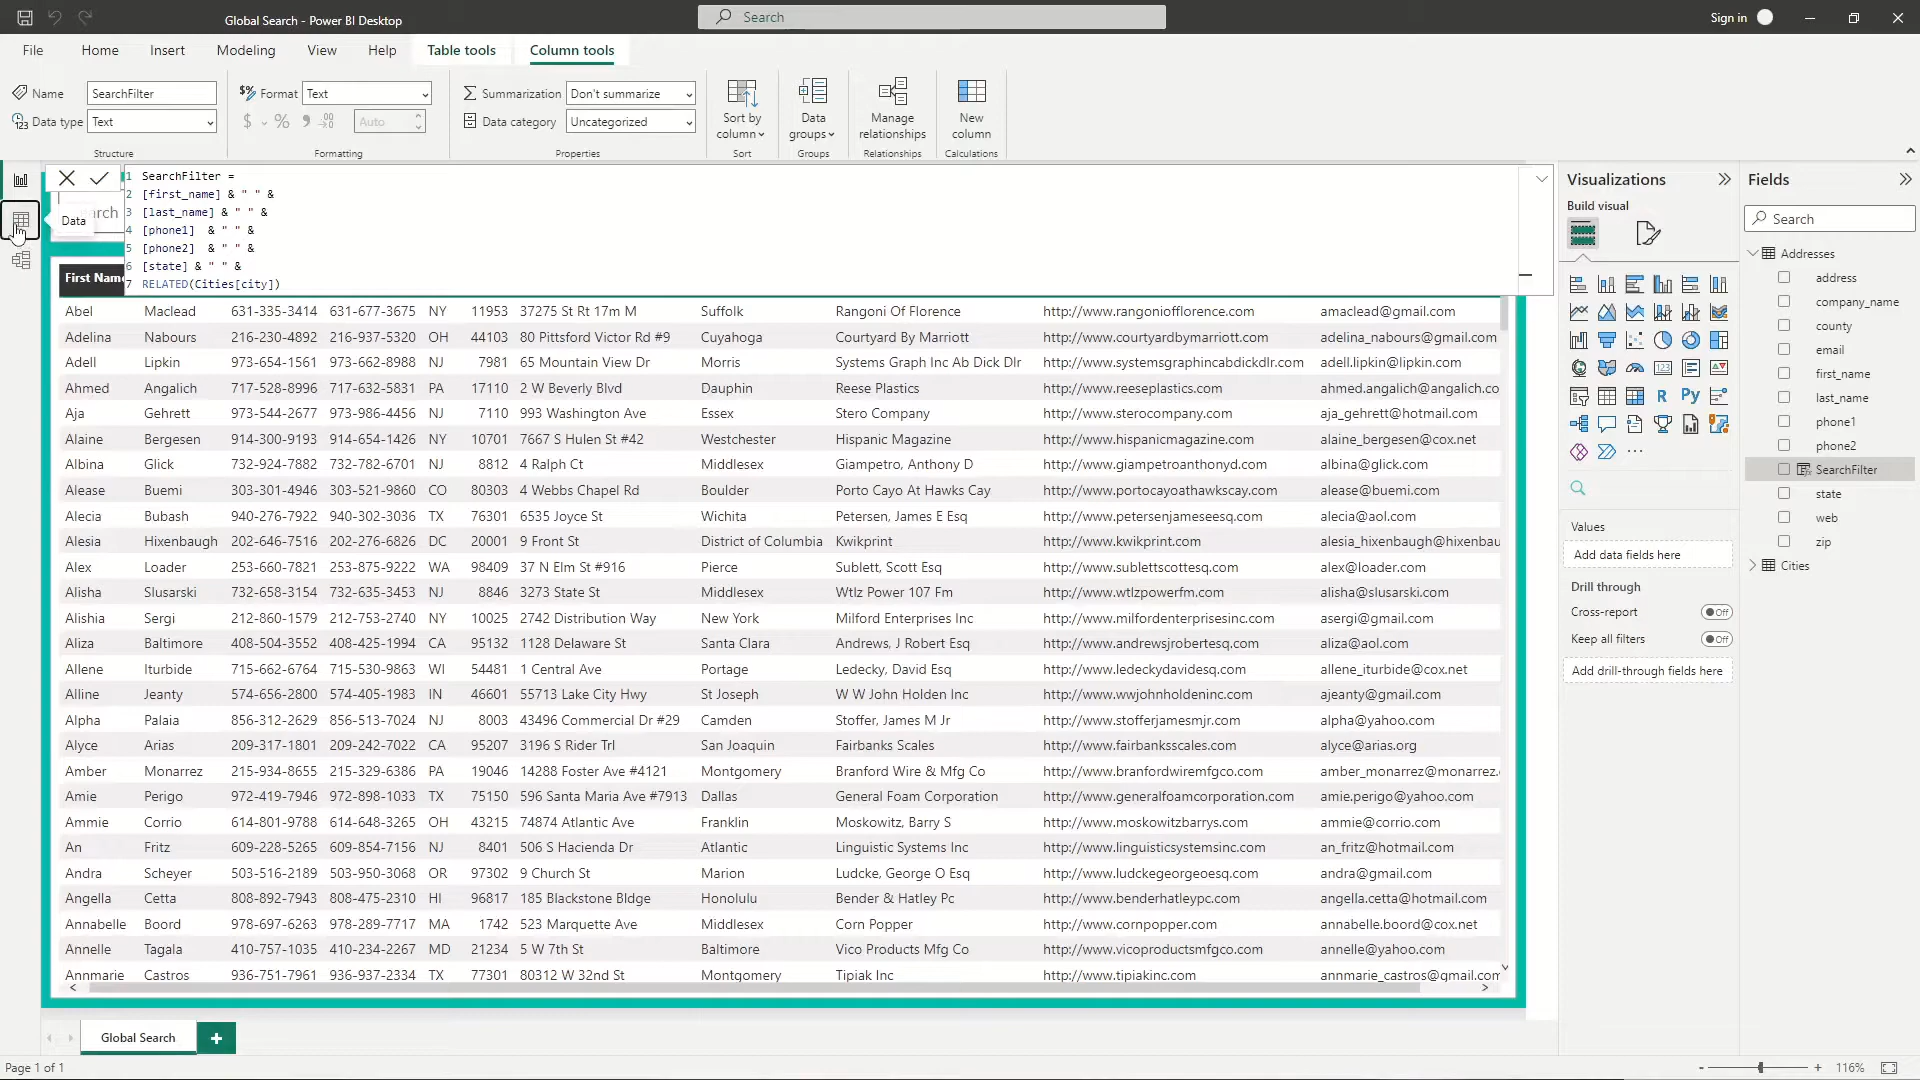 Global Search - Power BI Desktop
Search
Sign in
File
Home
Insert
Modeling
View
Help
Table tools
Column tools
Name
SearchFilter
Data type
Text
Structure
Format
Text
$ % 9
Auto
Formatting
Summarization
Don't summarize
Data category
Uncategorized
Properties
Sort by
column
Sort
Data
groups
Groups
Manage
relationships
Relationships
New
column
Calculations
Data
1 SearchFilter =
2 [first_name] & " " &
3 [last_name] & " " &
4 [phone1] & " " &
5 [phone2] & " " &
6 [state] & " " &
7 RELATED(Cities[city])
First Name
Abel Maclead 631-335-3414 631-677-3675 NY 11953 37275 St Rt 17m M Suffolk Rangoni Of Florence http://www.rangoniofflorence.com amaclead@gmail.com
Adelina Nabours 216-230-4892 216-937-5320 OH 44103 80 Pittsford Victor Rd #9 Cuyahoga Courtyard By Marriott http://www.courtyardbymarriott.com adelina_nabours@gmail.com
Adell Lipkin 973-654-1561 973-662-8988 NJ 7981 65 Mountain View Dr Morris Systems Graph Inc Ab Dick Dlr http://www.systemsgraphincabdickdlr.com adell.lipkin@lipkin.com
Ahmed Angalich 717-528-8996 717-632-5831 PA 17110 2 W Beverly Blvd Dauphin Reese Plastics http://www.reeseplastics.com ahmed.angalich@angalich.co
Aja Gehrett 973-544-2677 973-986-4456 NJ 7110 993 Washington Ave Essex Stero Company http://www.sterocompany.com aja_gehrett@hotmail.com
Alaine Bergesen 914-300-9193 914-654-1426 NY 10701 7667 S Hulen St #42 Westchester Hispanic Magazine http://www.hispanicmagazine.com alaine_bergesen@cox.net
Albina Glick 732-924-7882 732-782-6701 NJ 8812 4 Ralph Ct Middlesex Giampetro, Anthony D http://www.giampetroanthonyd.com albina@glick.com
Alease Buemi 303-301-4946 303-521-9860 CO 80303 4 Webbs Chapel Rd Boulder Porto Cayo At Hawks Cay http://www.portocayoathawkscay.com alease@buemi.com
Alecia Bubash 940-276-7922 940-302-3036 TX 76301 6535 Joyce St Wichita Petersen, James E Esq http://www.petersenjameseesq.com alecia@aol.com
Alesia Hixenbaugh 202-646-7516 202-276-6826 DC 20001 9 Front St District of Columbia Kwikprint http://www.kwikprint.com alesia_hixenbaugh@hixenbau
Alex Loader 253-660-7821 253-875-9222 WA 98409 37 N Elm St #916 Pierce Sublett, Scott Esq http://www.sublettscottesq.com alex@loader.com
Alisha Slusarski 732-658-3154 732-635-3453 NJ 8846 3273 State St Middlesex Wtlz Power 107 Fm http://www.wtlzpowerfm.com alisha@slusarski.com
Alishia Sergi 212-860-1579 212-753-2740 NY 10025 2742 Distribution Way New York Milford Enterprises Inc http://www.milfordenterprisesinc.com asergi@gmail.com
Aliza Baltimore 408-504-3552 408-425-1994 CA 95132 1128 Delaware St Santa Clara Andrews, J Robert Esq http://www.andrewsjrobertesq.com aliza@aol.com
Allene Iturbide 715-662-6764 715-530-9863 WI 54481 1 Central Ave Portage Ledecky, David Esq http://www.ledeckydavidesq.com allene_iturbide@cox.net
Alline Jeanty 574-656-2800 574-405-1983 IN 46601 55713 Lake City Hwy St Joseph W W John Holden Inc http://www.wwjohnholdeninc.com ajeanty@gmail.com
Alpha Palaia 856-312-2629 856-513-7024 NJ 8003 43496 Commercial Dr #29 Camden Stoffer, James M Jr http://www.stofferjamesmjr.com alpha@yahoo.com
Alyce Arias 209-317-1801 209-242-7022 CA 95207 3196 S Rider Trl San Joaquin Fairbanks Scales http://www.fairbanksscales.com alyce@arias.org
Amber Monarrez 215-934-8655 215-329-6386 PA 19046 14288 Foster Ave #4121 Montgomery Branford Wire & Mfg Co http://www.branfordwiremfgco.com amber_monarrez@monarrez.
Amie Perigo 972-419-7946 972-898-1033 TX 75150 596 Santa Maria Ave #7913 Dallas General Foam Corporation http://www.generalfoamcorporation.com amie.perigo@yahoo.com
Ammie Corrio 614-801-9788 614-648-3265 OH 43215 74874 Atlantic Ave Franklin Moskowitz, Barry S http://www.moskowitzbarrys.com ammie@corrio.com
An Fritz 609-228-5265 609-854-7156 NJ 8401 506 S Hacienda Dr Atlantic Linguistic Systems Inc http://www.linguisticsystemsinc.com an_fritz@hotmail.com
Andra Scheyer 503-516-2189 503-950-3068 OR 97302 9 Church St Marion Ludcke, George O Esq http://www.ludckegeorgeoesq.com andra@gmail.com
Angella Cetta 808-892-7943 808-475-2310 HI 96817 185 Blackstone Bldge Honolulu Bender & Hatley Pc http://www.benderhatleypc.com angella.cetta@hotmail.com
Annabelle Boord 978-697-6263 978-289-7717 MA 1742 523 Marquette Ave Middlesex Corn Popper http://www.cornpopper.com annabelle.boord@cox.net
Annelle Tagala 410-757-1035 410-234-2267 MD 21234 5 W 7th St Baltimore Vico Products Mfg Co http://www.vicoproductsmfgco.com annelle@yahoo.com
Annmarie Castros 936-751-7961 936-937-2334 TX 77301 80312 W 32nd St Montgomery Tipiak Inc http://www.tipiakinc.com annmarie_castros@gmail.com
Global Search
Page 1 of 1
116%
Visualizations
Build visual
Values
Add data fields here
Drill through
Cross-report
Off
Keep all filters
Off
Add drill-through fields here
Fields
Search
Addresses
address
company_name
county
email
first_name
last_name
phone1
phone2
SearchFilter
state
web
zip
Cities